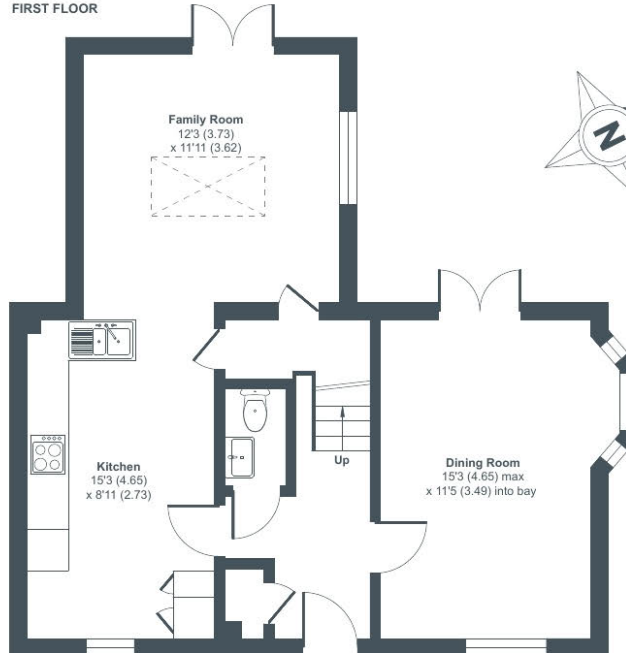 FIRST FLOOR
Family Room
12'3 (3.73)
x 11'11 (3.62)
N
Up
Kitchen
15'3 (4.65)
x 8'11 (2.73)
Dining Room
15'3 (4.65) max
x 11'5 (3.49) into bay